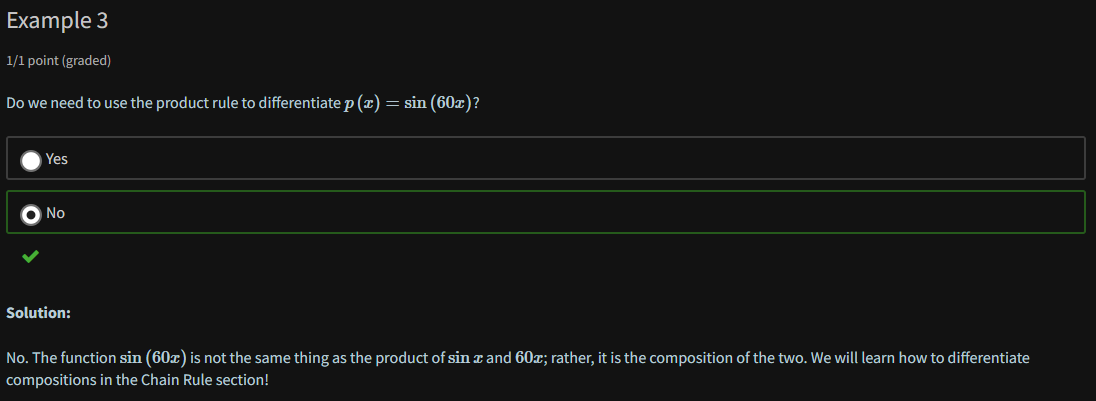 Example 3
1/1 point (graded)
Do we need to use the product rule to differentiate p (x) = sin (60x)?
Yes
No
Solution:
No. The function sin (60x) is not the same thing as the product of sin x and 60x; rather, it is the composition of the two. We will learn how to differentiate
compositions in the Chain Rule section!